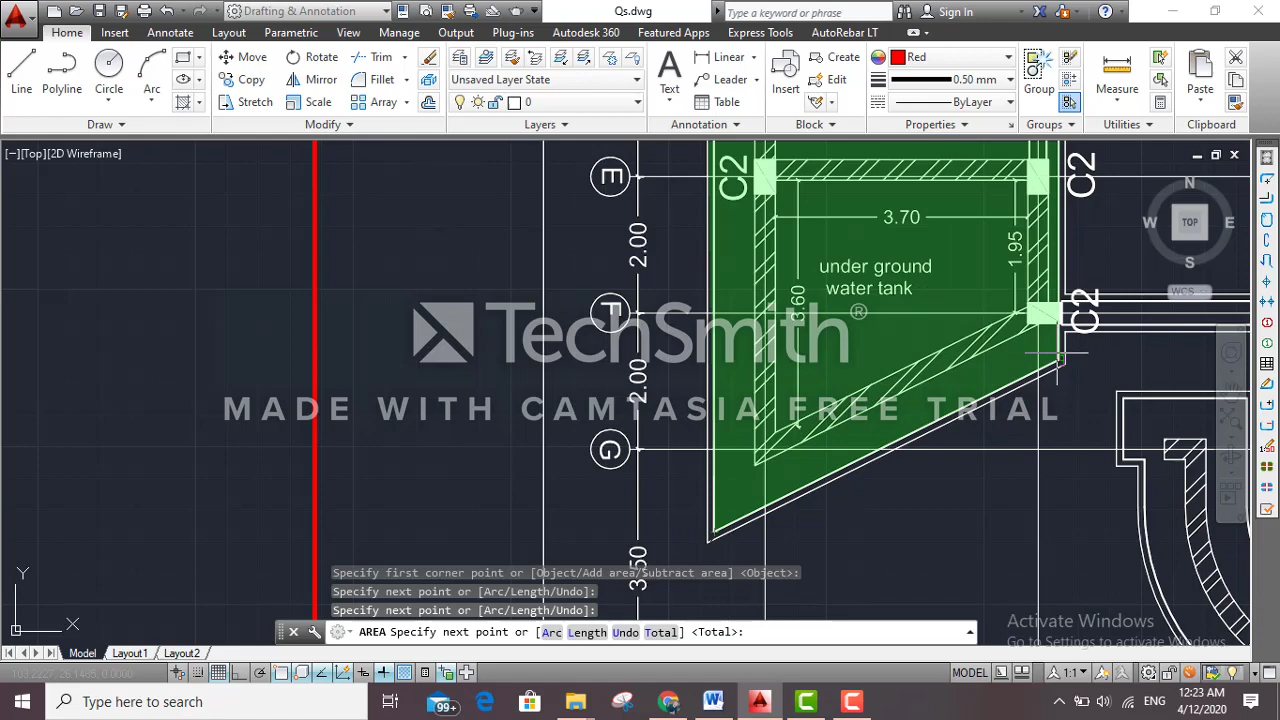 Drafting & Annotation
Qs.dwg
Type a keyword or phrase
Sign In
Home Insert Annotate Layout Parametric View Manage Output Plug-ins Autodesk 360 Featured Apps Express Tools AutoRebar LT
Line
Polyline
Circle
Arc
Move
Rotate
Trim
Copy
Mirror
Fillet
Stretch
Scale
Array
Unsaved Layer State
0
Text
Linear
Leader
Table
Insert
Create
Edit
Red
0.50 mm
ByLayer
Group
Measure
Paste
Draw Modify Layers Annotation Block Properties Groups Utilities Clipboard
[−][Top][2D Wireframe]
E
F
G
2.00
2.00
3.50
C2
C2
C2
3.70
1.95
3.60
under ground
water tank
N
W TOP E
S
WCS
TechSmith®
MADE WITH CAMTASIA FREE TRIAL
Specify first corner point or [Object/Add area/Subtract area] <Object>:
Specify next point or [Arc/Length/Undo]:
Specify next point or [Arc/Length/Undo]:
AREA Specify next point or [Arc Length Undo Total] <Total>:
Y
X
Activate Windows
Go to Settings to activate Windows.
Model Layout1 Layout2
MODEL
1:1
Type here to search
99+
ENG
12:23 AM
4/12/2020